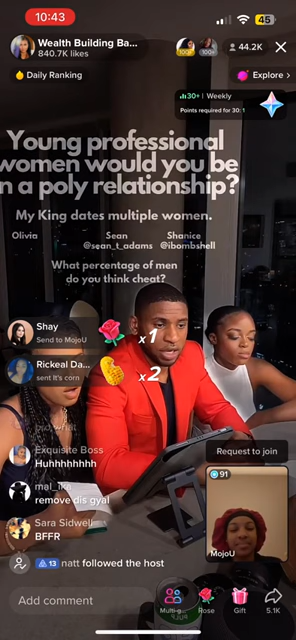 10:43
45
Wealth Building Ba...
840.7K likes
100+
44.2K
Daily Ranking
Explore >
30+ | Weekly
Points required for 30: 1
Young professional
women would you be
n a poly relationship?
My King dates multiple women.
Olivia Sean Shanice
@sean_t_adams @ibombshell
What percentage of men
do you think cheat?
Shay
Send to MojoU
x1
Rickeal Da...
sent It's corn
x2
Exquisite Boss
Huhhhhhhhh
Request to join
91
remove dis gyal
Sara Sidwell
BFFR
MojoU
13 natt followed the host
Add comment
Multi-g...
Rose
Gift
5.1K